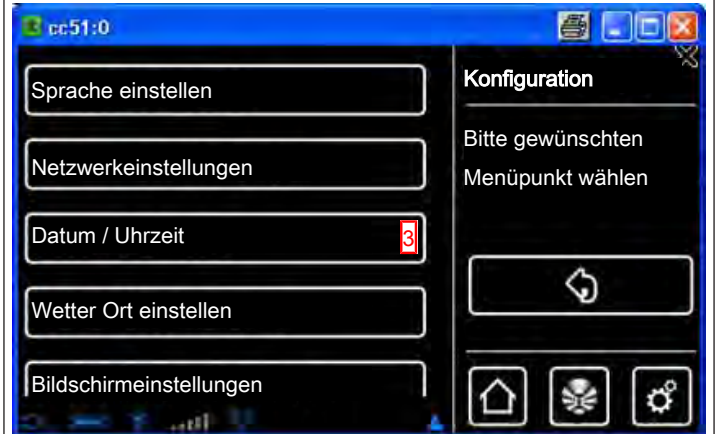 cc51:0
Sprache einstellen
Netzwerkeinstellungen
Datum / Uhrzeit 3
Wetter Ort einstellen
Bildschirmeinstellungen
Konfiguration
Bitte gewünschten
Menüpunkt wählen